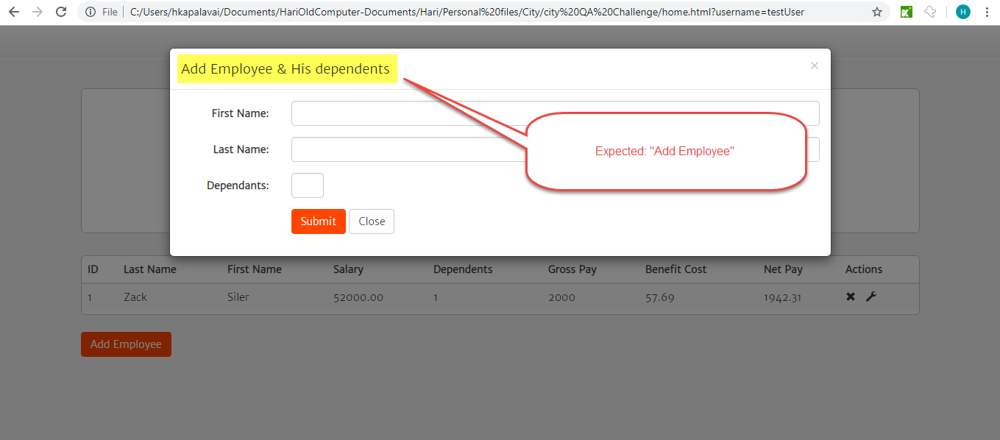 File C:/Users/hkapalavai/Documents/HariOldComputer-Documents/Hari/Personal%20files/City/city%20QA%20Challenge/home.html?username=testUser H
Add Employee & His dependents ×
First Name:
Last Name:
Expected: "Add Employee"
Dependants:
Submit Close
ID Last Name First Name Salary Dependents Gross Pay Benefit Cost Net Pay Actions
1 Zack Siler 52000.00 1 2000 57.69 1942.31
Add Employee